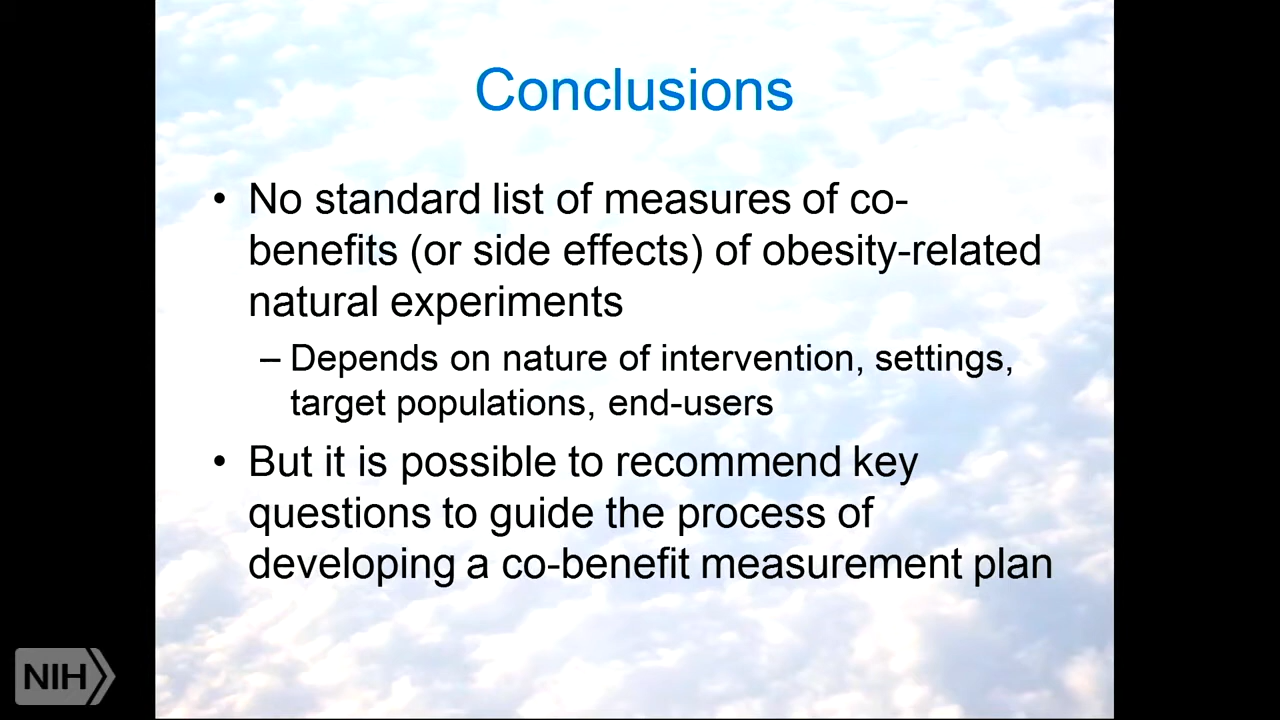 Conclusions
• No standard list of measures of co-
benefits (or side effects) of obesity-related
natural experiments
– Depends on nature of intervention, settings,
target populations, end-users
• But it is possible to recommend key
questions to guide the process of
developing a co-benefit measurement plan
NIH